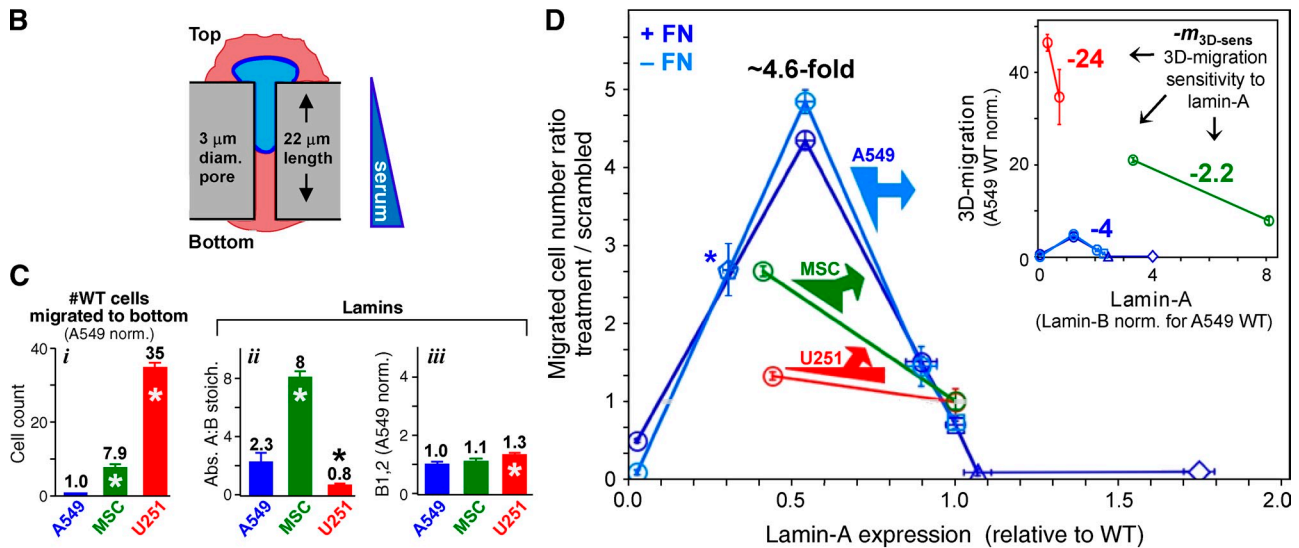 B
Top
3 μm
diam.
pore
22 μm
length
serum
Bottom
C
#WT cells
migrated to bottom
(A549 norm.)
i
Cell count
40
20
0
1.0
7.9
35
*
*
A549
MSC
U251
Lamins
ii
Abs. A:B stoich.
8
4
0
2.3
8
*
*
0.8
A549
MSC
U251
iii
B1,2 (A549 norm.)
4
2
0
1.0
1.1
1.3
*
A549
MSC
U251
D
+ FN
– FN
~4.6-fold
Migrated cell number ratio
treatment / scrambled
5
4
3
2
1
0
*
A549
MSC
U251
0.0
0.5
1.0
1.5
2.0
Lamin-A expression (relative to WT)
3D-migration
(A549 WT norm.)
40
20
0
-24
-m3D-sens
3D-migration
sensitivity to
lamin-A
-2.2
-4
0
4
8
Lamin-A
(Lamin-B norm. for A549 WT)